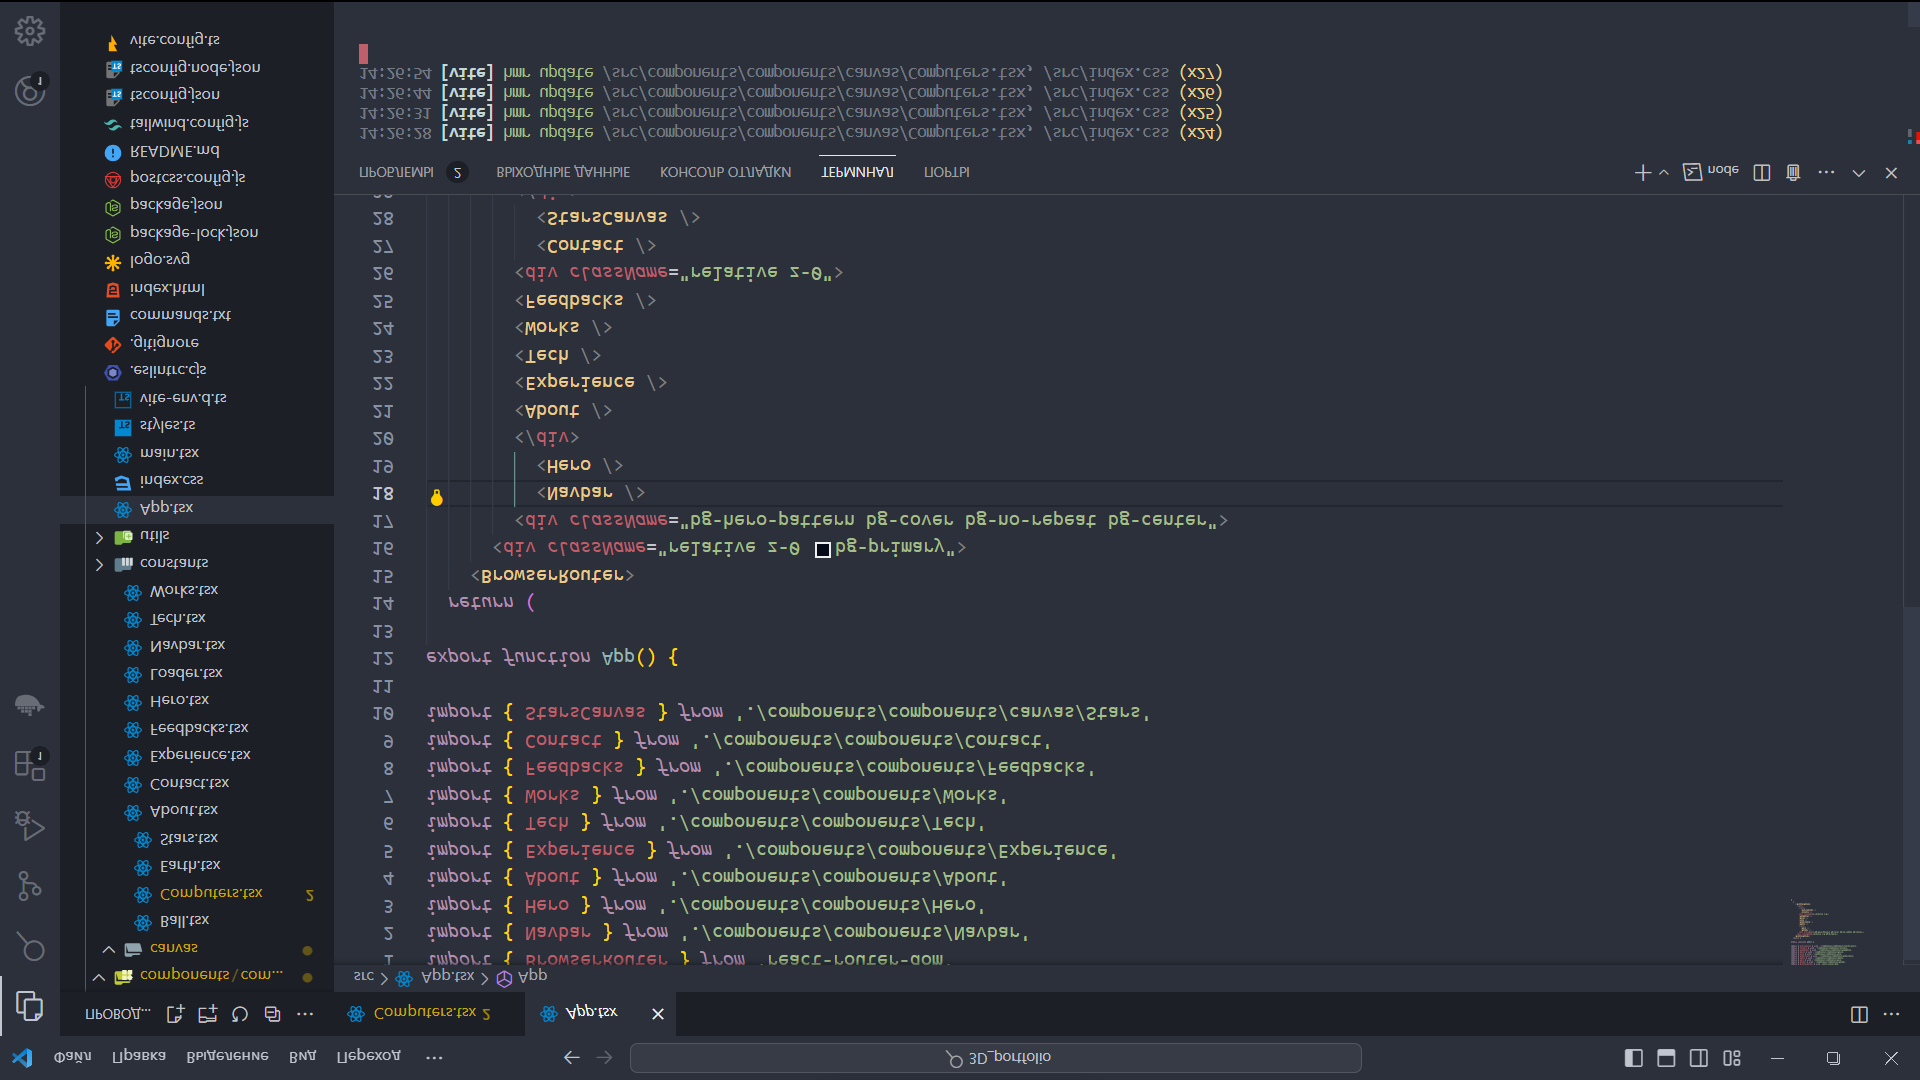 Файл Правка Выделение Вид Переход ··· 3D_portfolio
ПРОВОД... ···
Computers.tsx 2 App.tsx
src > App.tsx > App
components\com...
canvas
Ball.tsx
Computers.tsx 2
Earth.tsx
Stars.tsx
About.tsx
Contact.tsx
Experience.tsx
Feedbacks.tsx
Hero.tsx
Loader.tsx
Navbar.tsx
Tech.tsx
Works.tsx
constants
utils
App.tsx
index.css
main.tsx
styles.ts
vite-env.d.ts
.eslintrc.cjs
.gitignore
commands.txt
index.html
logo.svg
package-lock.json
package.json
postcss.config.js
README.md
tailwind.config.js
tsconfig.json
tsconfig.node.json
vite.config.ts
1 import { BrowserRouter } from 'react-router-dom'
2 import { Navbar } from './components/components/Navbar'
3 import { Hero } from './components/components/Hero'
4 import { About } from './components/components/About'
5 import { Experience } from './components/components/Experience'
6 import { Tech } from './components/components/Tech'
7 import { Works } from './components/components/Works'
8 import { Feedbacks } from './components/components/Feedbacks'
9 import { Contact } from './components/components/Contact'
10 import { StarsCanvas } from './components/components/canvas/Stars'
11
12 export function App() {
13
14 return (
15 <BrowserRouter>
16 <div className="relative z-0 bg-primary">
17 <div className="bg-hero-pattern bg-cover bg-no-repeat bg-center">
18 <Navbar />
19 <Hero />
20 </div>
21 <About />
22 <Experience />
23 <Tech />
24 <Works />
25 <Feedbacks />
26 <div className="relative z-0">
27 <Contact />
28 <StarsCanvas />
ПРОБЛЕМЫ 2 ВЫХОДНЫЕ ДАННЫЕ КОНСОЛЬ ОТЛАДКИ ТЕРМИНАЛ ПОРТЫ node
14:26:28 [vite] hmr update /src/components/components/canvas/Computers.tsx, /src/index.css (x24)
14:26:31 [vite] hmr update /src/components/components/canvas/Computers.tsx, /src/index.css (x25)
14:26:44 [vite] hmr update /src/components/components/canvas/Computers.tsx, /src/index.css (x26)
14:26:54 [vite] hmr update /src/components/components/canvas/Computers.tsx, /src/index.css (x27)